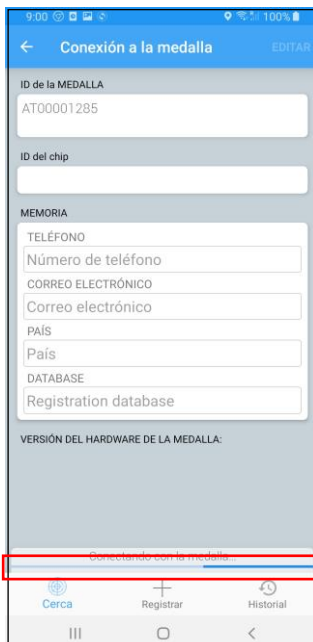 9:00 100%
Conexión a la medalla EDITAR
ID de la MEDALLA
AT00001285
ID del chip
MEMORIA
TELÉFONO
Número de teléfono
CORREO ELECTRÓNICO
Correo electrónico
PAÍS
País
DATABASE
Registration database
VERSIÓN DEL HARDWARE DE LA MEDALLA:
Conectando con la medalla...
Cerca Registrar Historial